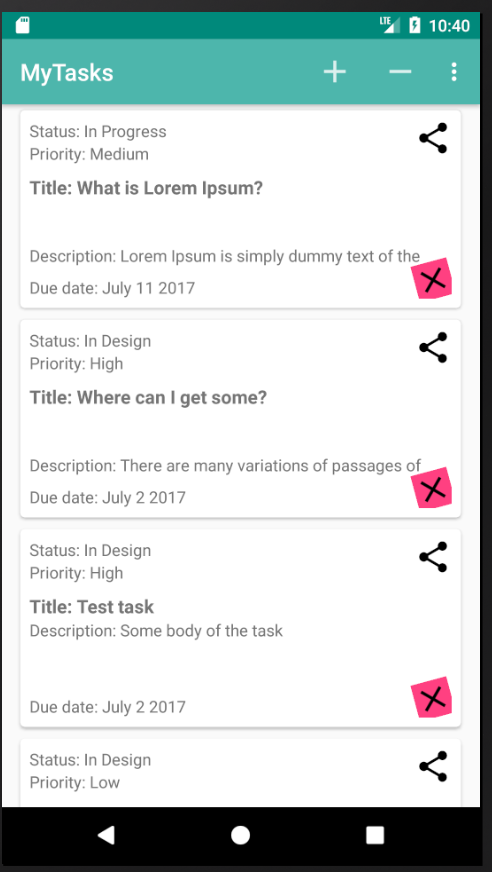 LTE 10:40
MyTasks
Status: In Progress
Priority: Medium
Title: What is Lorem Ipsum?
Description: Lorem Ipsum is simply dummy text of the
Due date: July 11 2017
Status: In Design
Priority: High
Title: Where can I get some?
Description: There are many variations of passages of
Due date: July 2 2017
Status: In Design
Priority: High
Title: Test task
Description: Some body of the task
Due date: July 2 2017
Status: In Design
Priority: Low